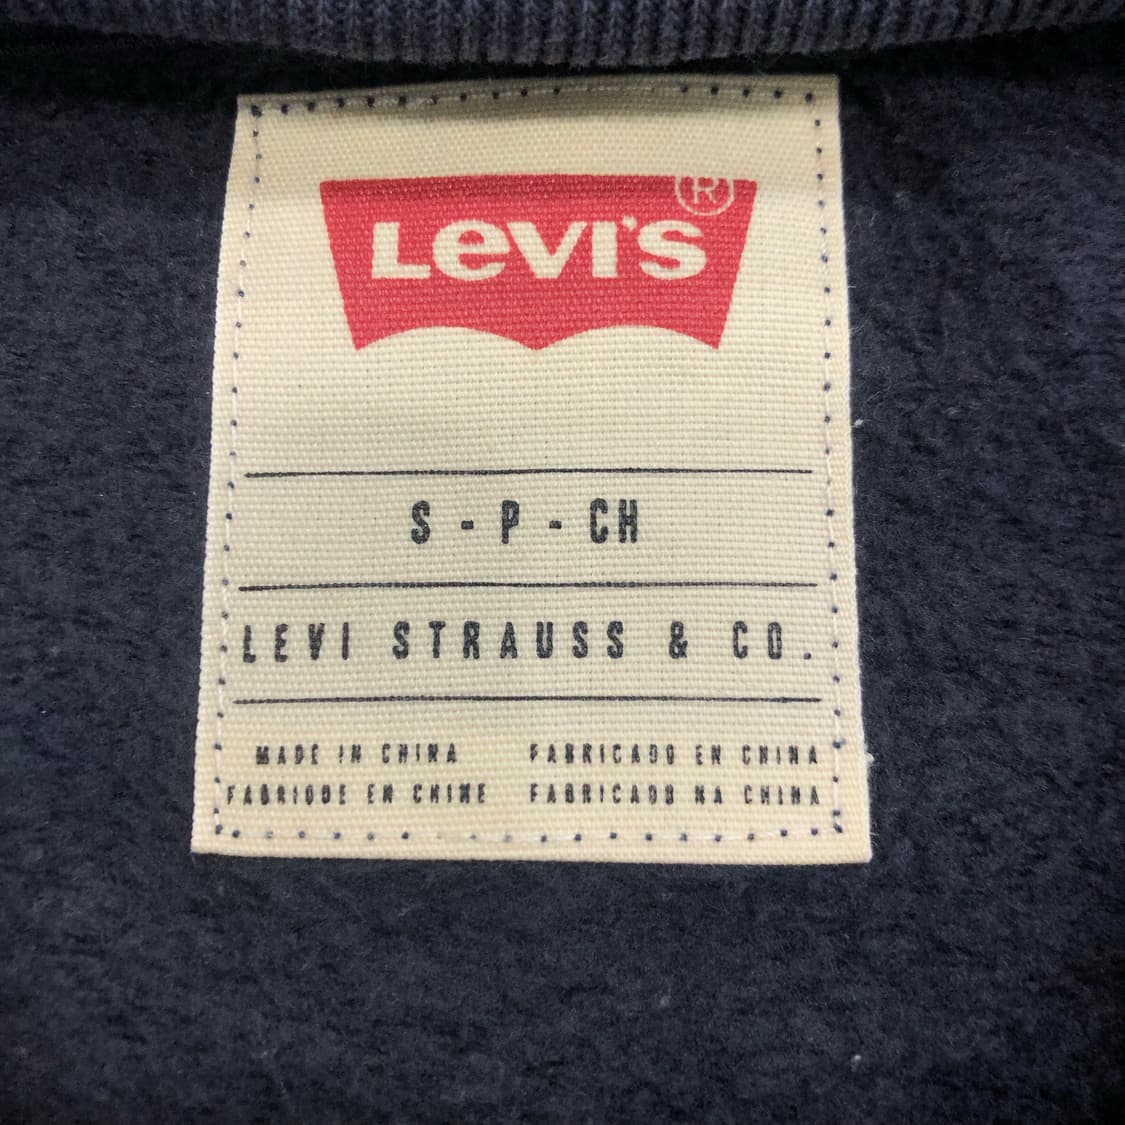 Levi's®
S - P - CH
LEVI STRAUSS & CO.
MADE IN CHINA FABRICADO EN CHINA
FABRIQUE EN CHINE FABRICADO NA CHINA